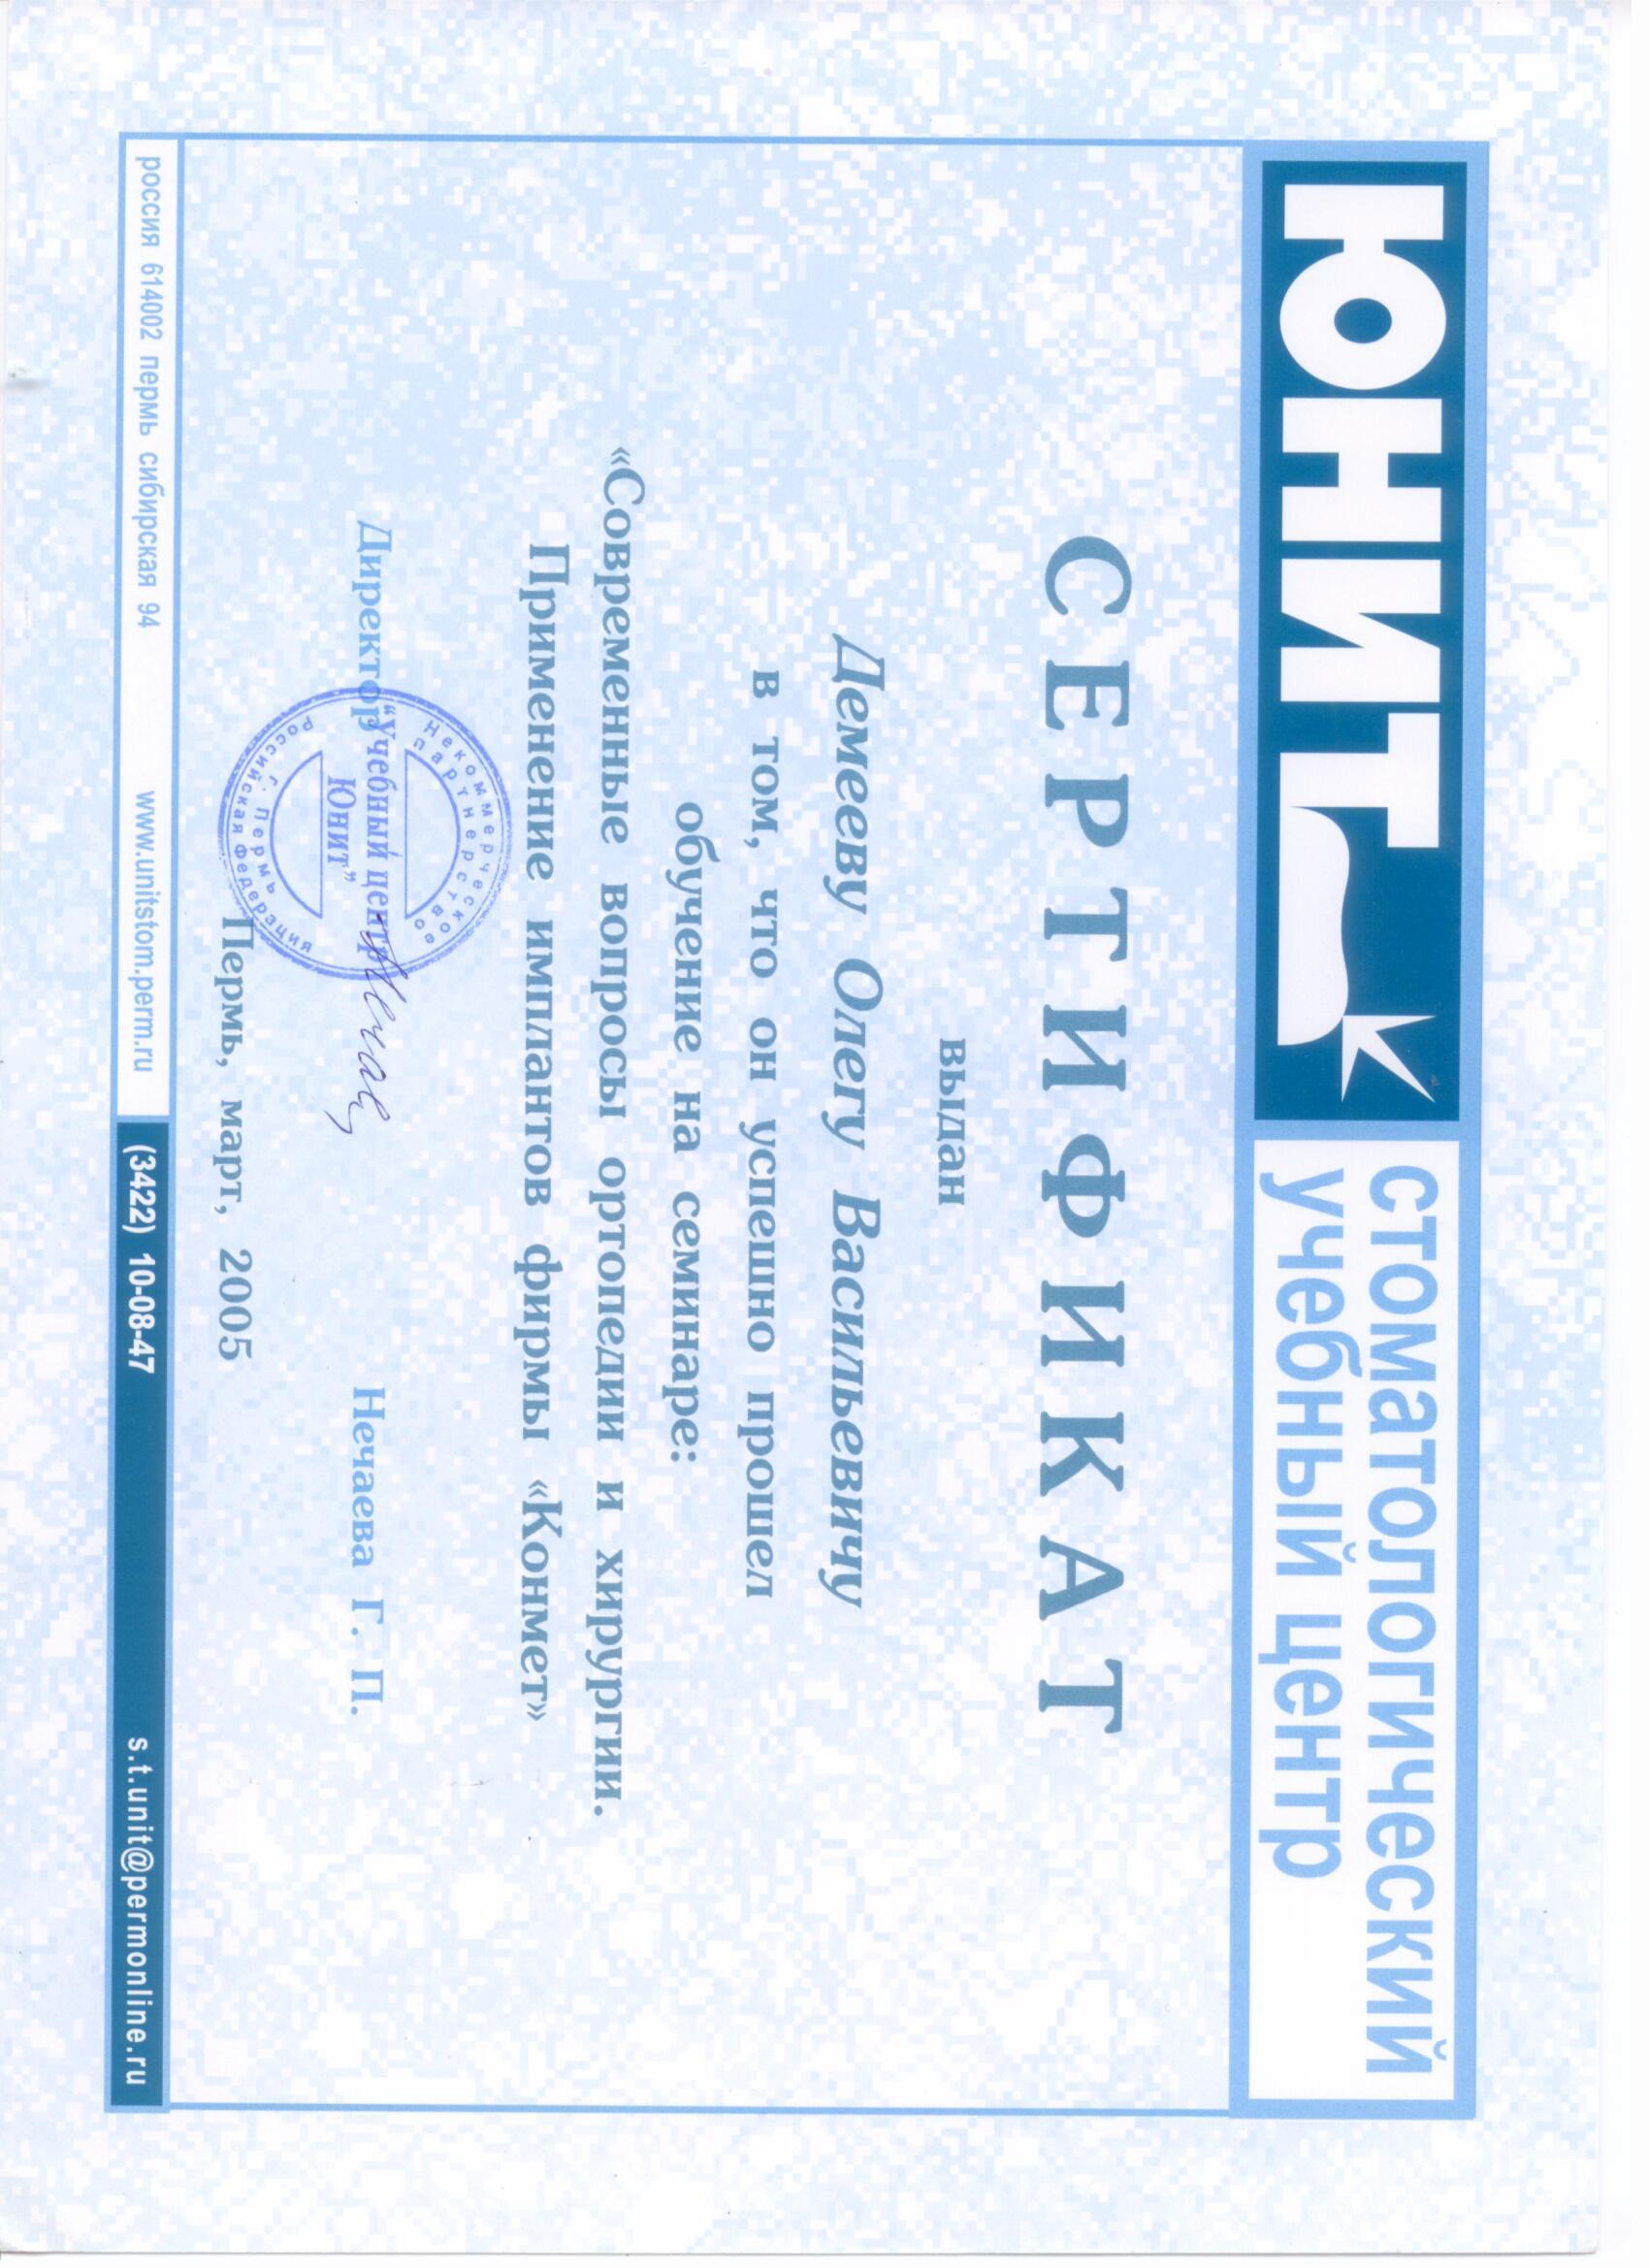 ЮНИТ
стоматологический
учебный центр
СЕРТИФИКАТ
выдан
Демееву Олегу Васильевичу
в том, что он успешно прошел
обучение на семинаре:
«Современные вопросы ортопедии и хирургии.
Применение имплантов фирмы «Конмет»
Директор Нечаева Г. П.
Некоммерческое
партнерство
“Учебный центр
Юнит”
г. Пермь
Российская Федерация
Пермь, март, 2005
россия 614002 пермь сибирская 94 www.unitstom.perm.ru (3422) 10-08-47 s.t.unit@permonline.ru